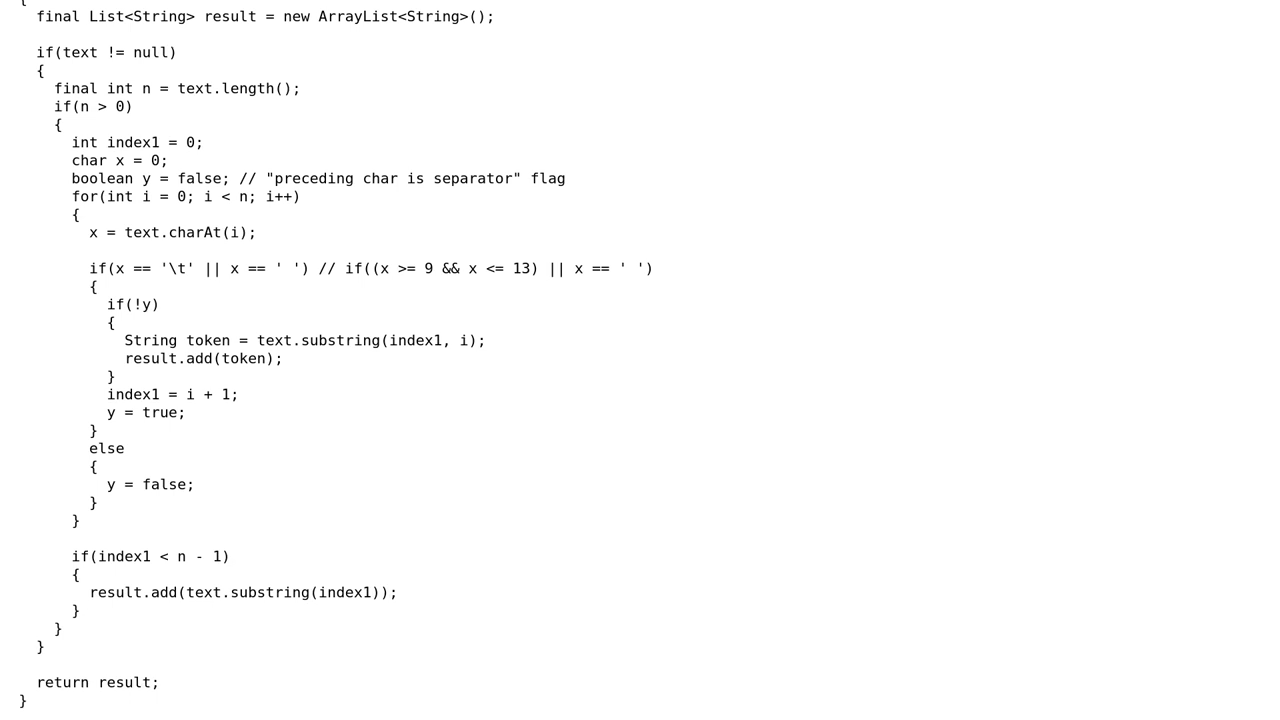 {
  final List<String> result = new ArrayList<String>();

  if(text != null)
  {
    final int n = text.length();
    if(n > 0)
    {
      int index1 = 0;
      char x = 0;
      boolean y = false; // "preceding char is separator" flag
      for(int i = 0; i < n; i++)
      {
        x = text.charAt(i);

        if(x == '\t' || x == ' ') // if((x >= 9 && x <= 13) || x == ' ')
        {
          if(!y)
          {
            String token = text.substring(index1, i);
            result.add(token);
          }
          index1 = i + 1;
          y = true;
        }
        else
        {
          y = false;
        }
      }

      if(index1 < n - 1)
      {
        result.add(text.substring(index1));
      }
    }
  }

  return result;
}